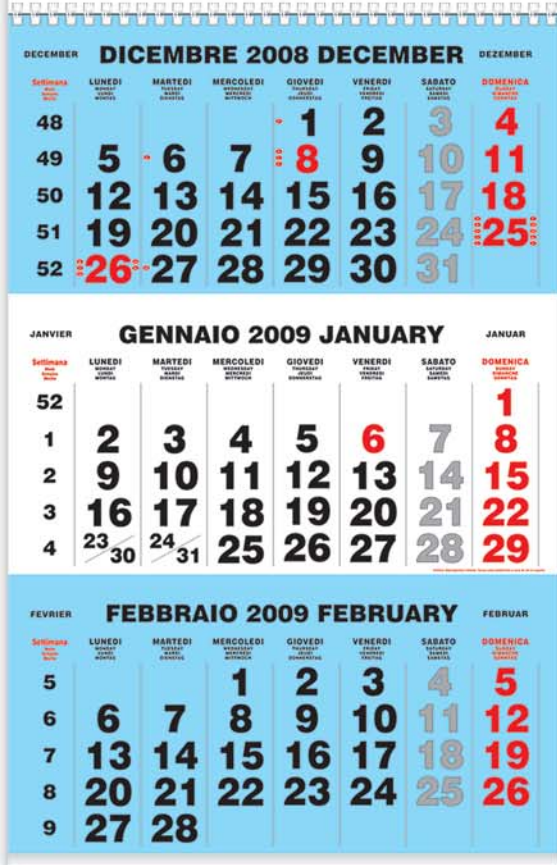 DECEMBER DICEMBRE 2008 DECEMBER DEZEMBER
Settimana LUNEDI MARTEDI MERCOLEDI GIOVEDI VENERDI SABATO DOMENICA
MONDAY TUESDAY WEDNESDAY THURSDAY FRIDAY SATURDAY SUNDAY
LUNDI MARDI MERCREDI JEUDI VENDREDI SAMEDI DIMANCHE
MONTAG DIENSTAG MITTWOCH DONNERSTAG FREITAG SAMSTAG SONNTAG
48 1 2 3 4
49 5 6 7 8 9 10 11
50 12 13 14 15 16 17 18
51 19 20 21 22 23 24 25
52 26 27 28 29 30 31
JANVIER GENNAIO 2009 JANUARY JANUAR
Settimana LUNEDI MARTEDI MERCOLEDI GIOVEDI VENERDI SABATO DOMENICA
MONDAY TUESDAY WEDNESDAY THURSDAY FRIDAY SATURDAY SUNDAY
LUNDI MARDI MERCREDI JEUDI VENDREDI SAMEDI DIMANCHE
MONTAG DIENSTAG MITTWOCH DONNERSTAG FREITAG SAMSTAG SONNTAG
52 1
1 2 3 4 5 6 7 8
2 9 10 11 12 13 14 15
3 16 17 18 19 20 21 22
4 23/30 24/31 25 26 27 28 29
FEVRIER FEBBRAIO 2009 FEBRUARY FEBRUAR
Settimana LUNEDI MARTEDI MERCOLEDI GIOVEDI VENERDI SABATO DOMENICA
MONDAY TUESDAY WEDNESDAY THURSDAY FRIDAY SATURDAY SUNDAY
LUNDI MARDI MERCREDI JEUDI VENDREDI SAMEDI DIMANCHE
MONTAG DIENSTAG MITTWOCH DONNERSTAG FREITAG SAMSTAG SONNTAG
5 1 2 3 4 5
6 6 7 8 9 10 11 12
7 13 14 15 16 17 18 19
8 20 21 22 23 24 25 26
9 27 28